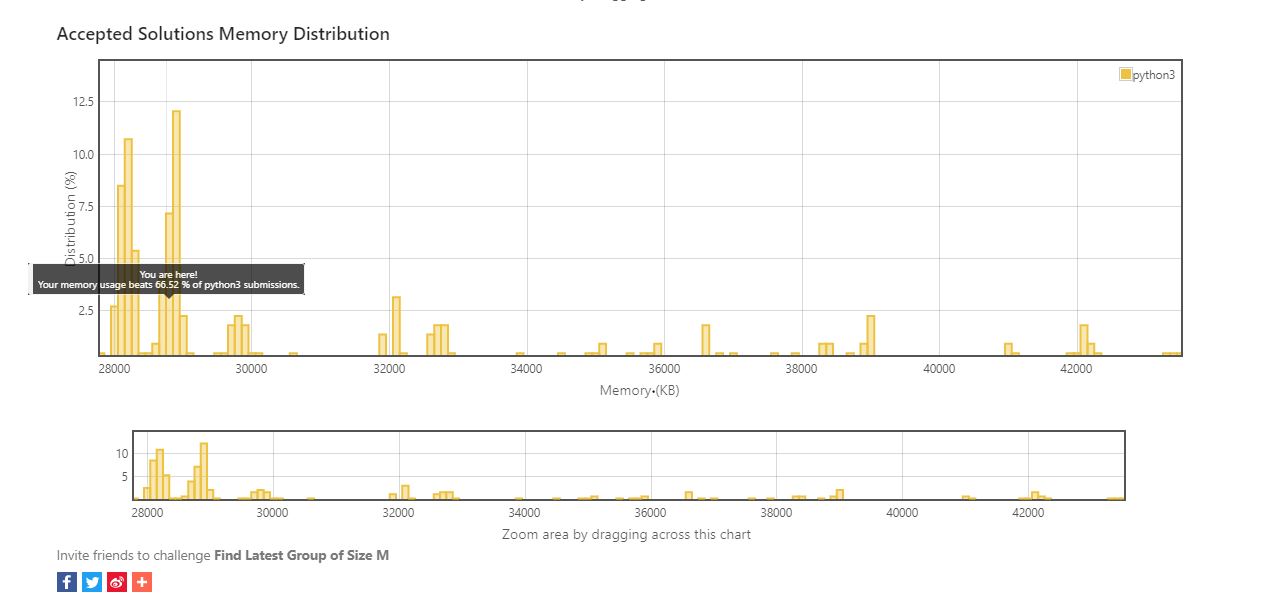 Accepted Solutions Memory Distribution
python3
12.5
10.0
7.5
5.0
2.5
Distribution (%)
You are here!
Your memory usage beats 66.52 % of python3 submissions.
28000 30000 32000 34000 36000 38000 40000 42000
Memory•(KB)
10
5
28000 30000 32000 34000 36000 38000 40000 42000
Zoom area by dragging across this chart
Invite friends to challenge Find Latest Group of Size M